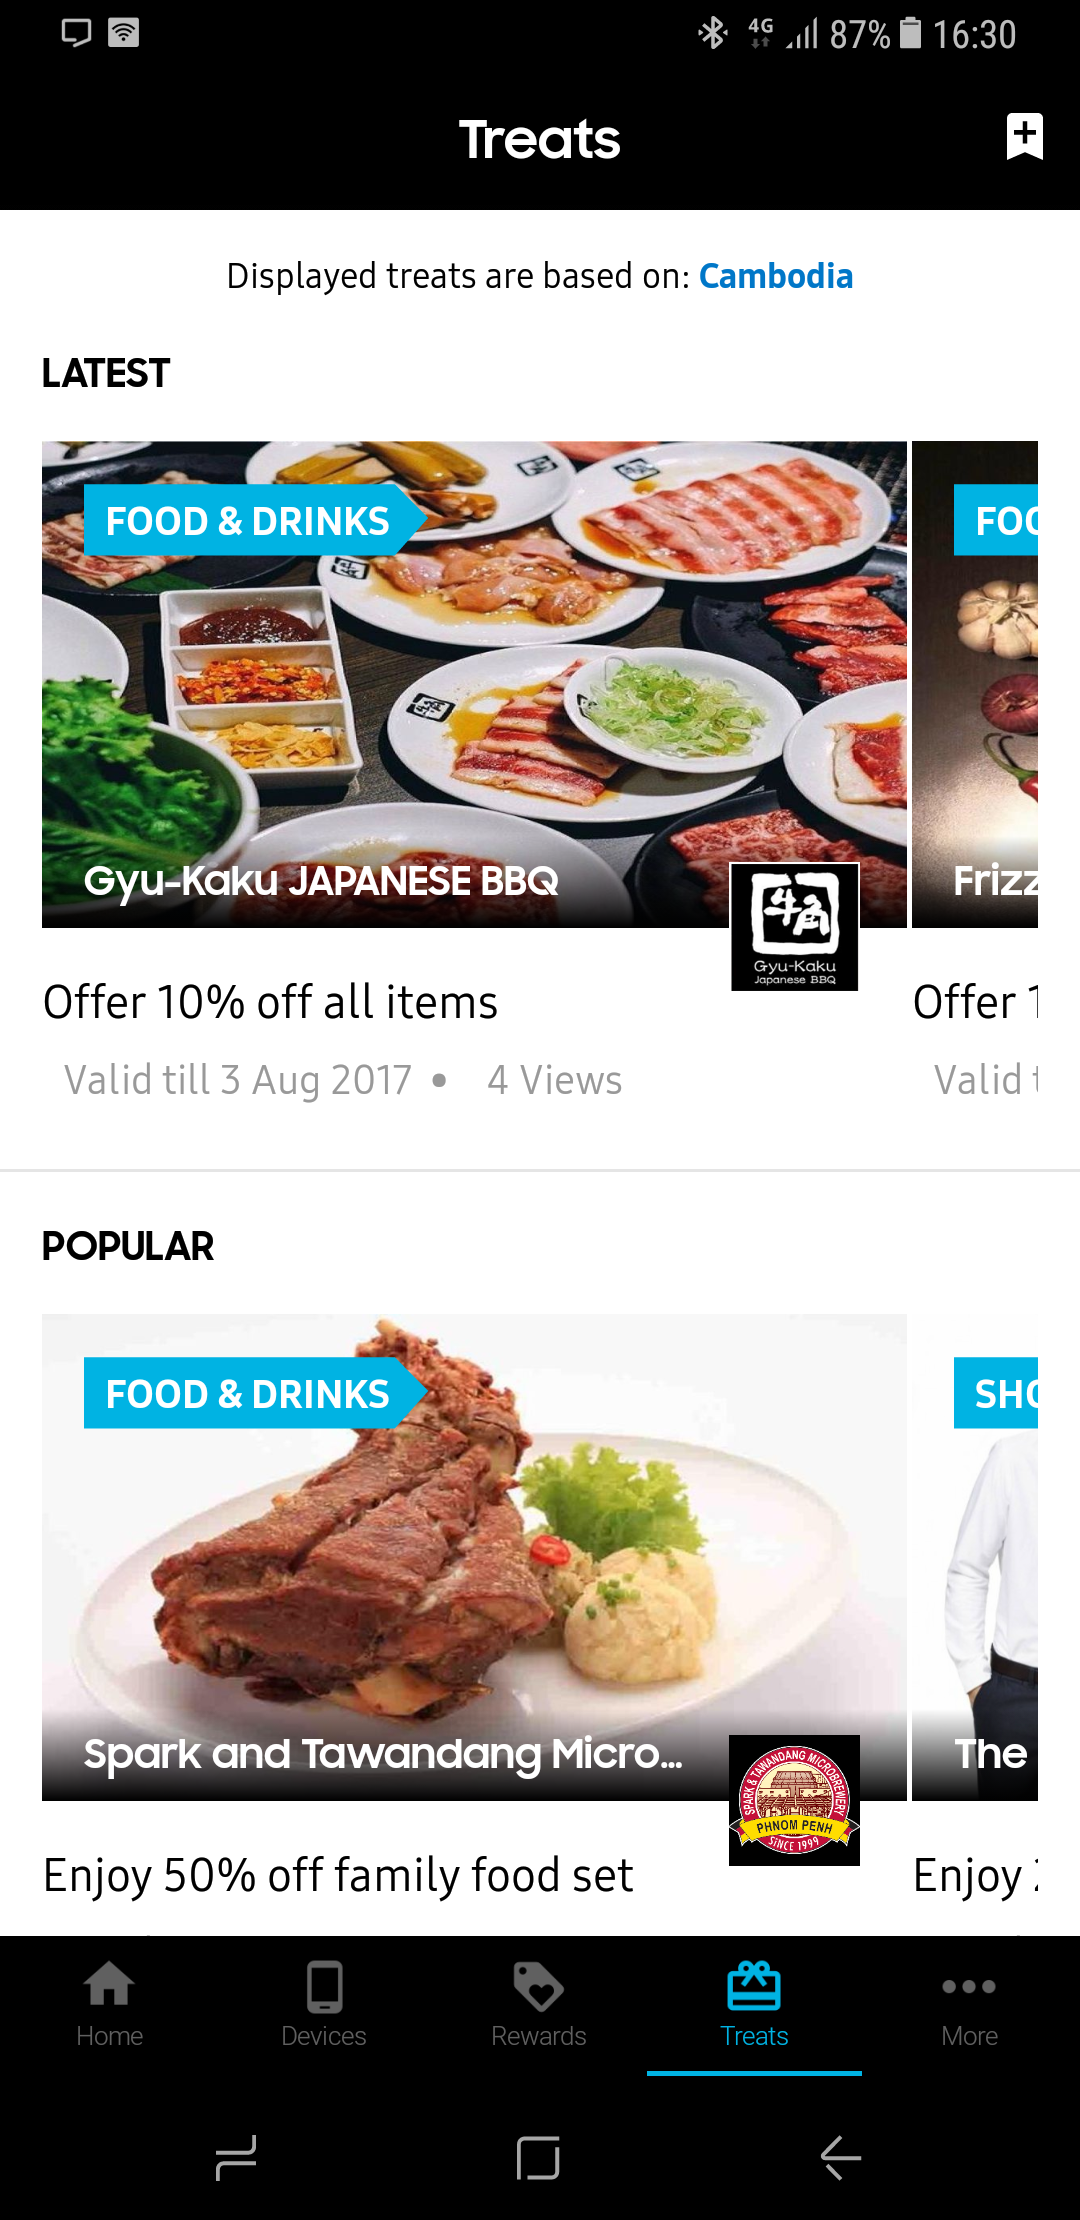 4G 87% 16:30
Treats
Displayed treats are based on: Cambodia
LATEST
FOOD & DRINKS
FOO
Gyu-Kaku JAPANESE BBQ
Frizz
牛角
Gyu-Kaku
Japanese BBQ
Offer 10% off all items
Offer 1
Valid till 3 Aug 2017 • 4 Views
Valid t
POPULAR
FOOD & DRINKS
SHO
Spark and Tawandang Micro...
The
SPARK & TAWANDANG MICROBREWERY
PHNOM PENH
SINCE 1999
Enjoy 50% off family food set
Enjoy 2
Home
Devices
Rewards
Treats
More